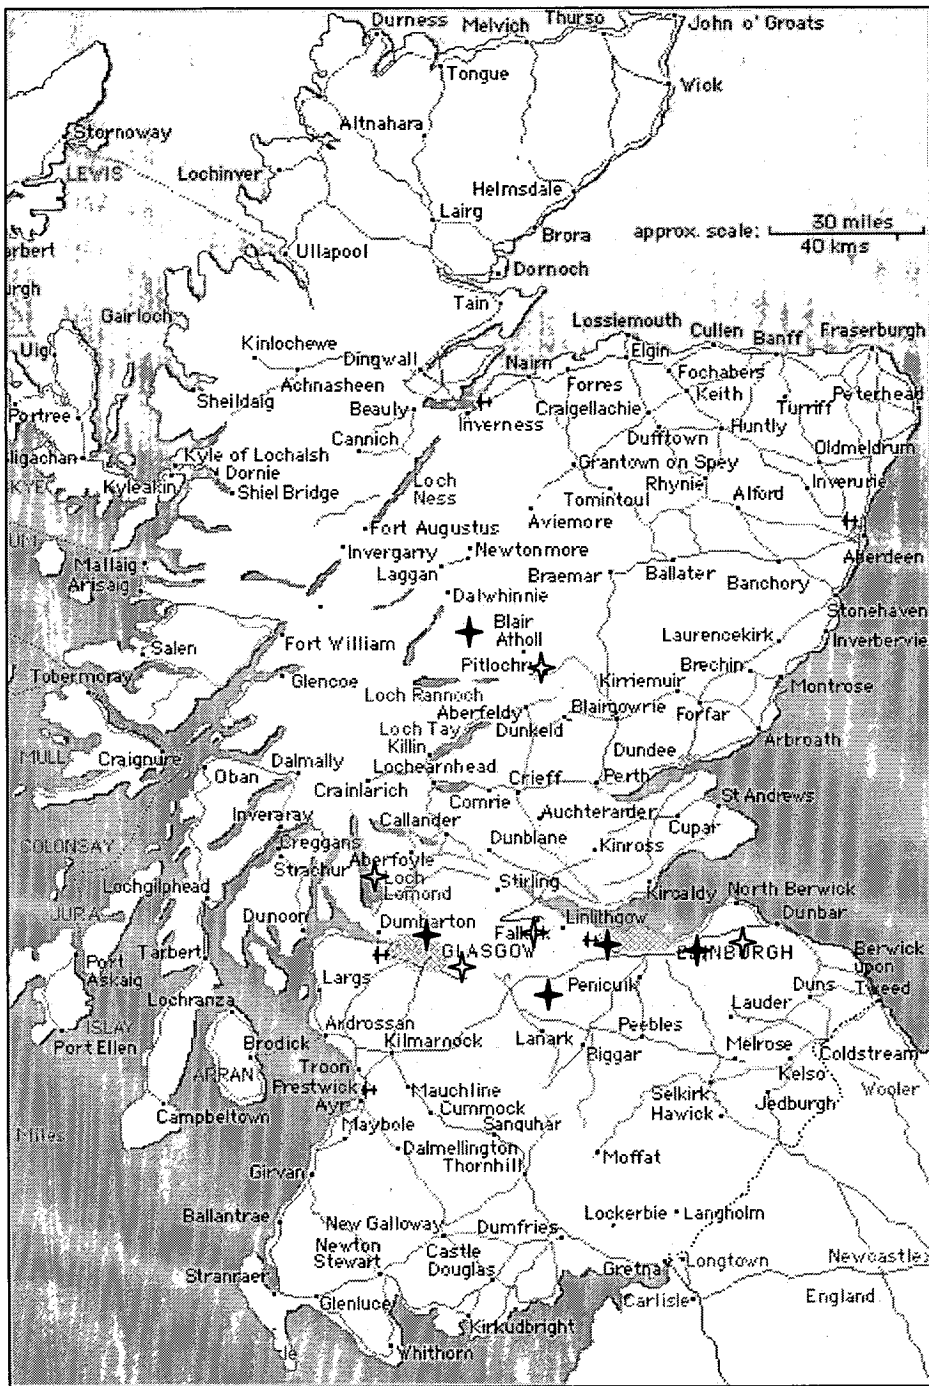 Durness
Melvich
Thurso
John o' Groats
Tongue
Wick
Stornoway
Altnahara
LEWIS
Lochinver
Helmsdale
Lairg
Brora
approx. scale:
30 miles
40 kms
Ullapool
Dornoch
Tain
Gairloch
Lossiemouth
Cullen
Banff
Fraserburgh
Uig
Kinlochewe
Dingwall
Nairn
Elgin
Achnasheen
Forres
Fochabers
Sheildaig
Keith
Peterhead
Portree
Beauly
Inverness
Craigellachie
Turriff
Cannich
Dufftown
Huntly
Kyle of Lochalsh
Oldmeldrum
Dornie
Grantown on Spey
Kyleakin
Shiel Bridge
Loch
Ness
Rhynie
Inverurie
Tomintoul
Alford
Aviemore
Fort Augustus
Invergarry
Newtonmore
Aberdeen
Mallaig
Laggan
Braemar
Ballater
Banchory
Arisaig
Dalwhinnie
Stonehaven
Blair
Atholl
Fort William
Laurencekirk
Inverbervie
Salen
Pitlochry
Brechin
Tobermoray
Glencoe
Kirriemuir
Montrose
Loch Rannoch
Aberfeldy
Blairgowrie
Forfar
Loch Tay
Dunkeld
Arbroath
Killin
Dundee
MULL
Craignure
Oban
Dalmally
Lochearnhead
Crieff
Perth
Crainlarich
Comrie
St Andrews
Inveraray
Auchterarder
Callander
Cupar
COLONSAY
Creggans
Dunblane
Kinross
Strachur
Aberfoyle
Loch
Lomond
Stirling
Kircaldy
North Berwick
Lochgilphead
JURA
Dunoon
Dumbarton
Falkirk
Linlithgow
Dunbar
Tarbert
GLASGOW
EDINBURGH
Berwick
upon
Tweed
Port
Askaig
Largs
Penicuik
Duns
Lochranza
Lauder
ISLAY
Ardrossan
Lanark
Peebles
Port Ellen
Brodick
Kilmarnock
Biggar
Melrose
Coldstream
Troon
Kelso
ARRAN
Prestwick
Mauchline
Selkirk
Wooler
Ayr
Hawick
Jedburgh
Campbeltown
Cummock
Miles
Maybole
Sanquhar
Dalmellington
Moffat
Girvan
Thornhill
Ballantrae
New Galloway
Dumfries
Lockerbie
Langholm
Newton
Stewart
Castle
Douglas
Newcastle
Stranraer
Gretna
Longtown
Glenluce
Carlisle
England
Kirkudbright
Whithorn